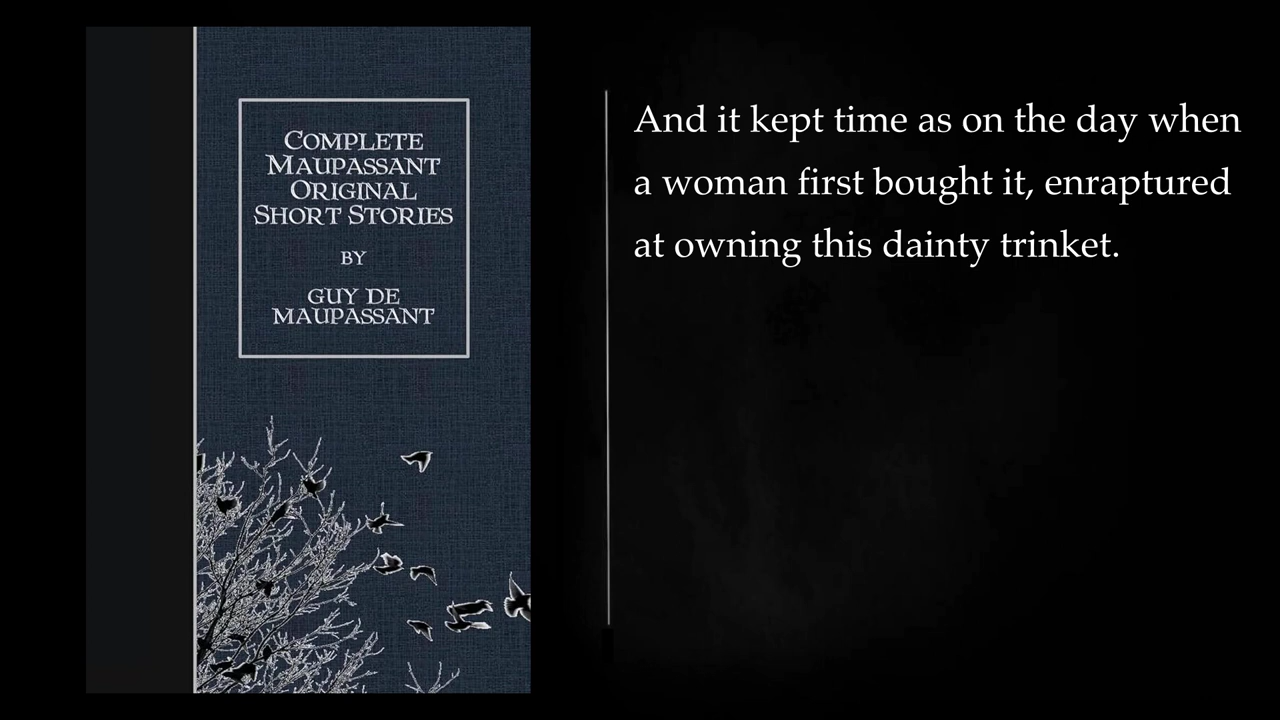 COMPLETE
MAUPASSANT
ORIGINAL
SHORT STORIES
BY
GUY DE
MAUPASSANT
And it kept time as on the day when
a woman first bought it, enraptured
at owning this dainty trinket.